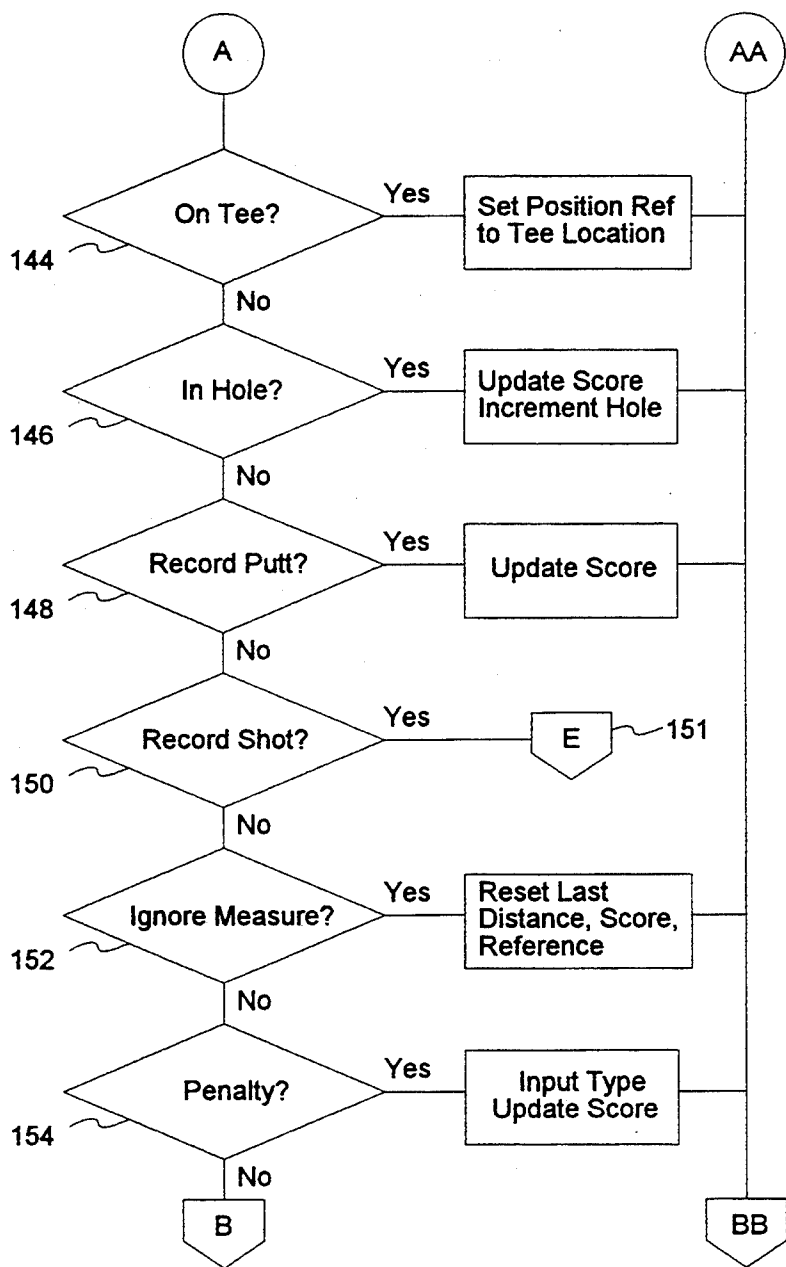 A
AA
On Tee?
Yes
Set Position Ref
to Tee Location
144
No
In Hole?
Yes
Update Score
Increment Hole
146
No
Record Putt?
Yes
Update Score
148
No
Record Shot?
Yes
E
151
150
No
Ignore Measure?
Yes
Reset Last
Distance, Score,
Reference
152
No
Penalty?
Yes
Input Type
Update Score
154
No
B
BB